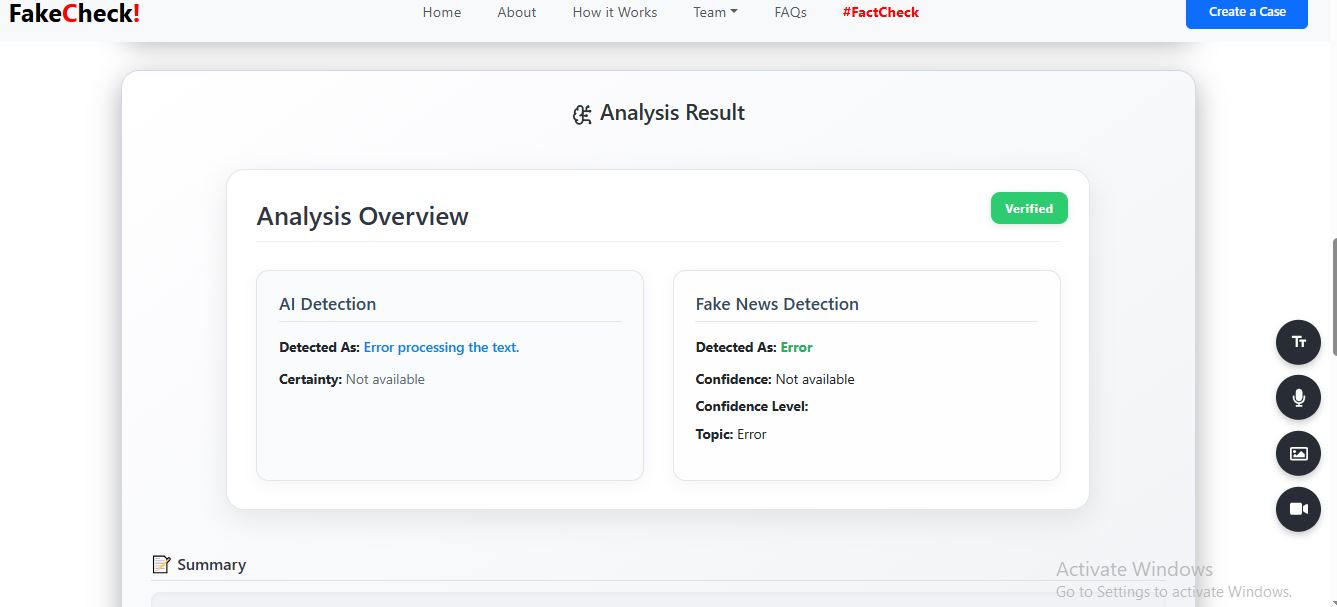 FakeCheck! Home About How it Works Team FAQs #FactCheck Create a Case
Analysis Result
Analysis Overview
Verified
AI Detection
Detected As: Error processing the text.
Certainty: Not available
Fake News Detection
Detected As: Error
Confidence: Not available
Confidence Level:
Topic: Error
Tт
Summary
Activate Windows
Go to Settings to activate Windows.